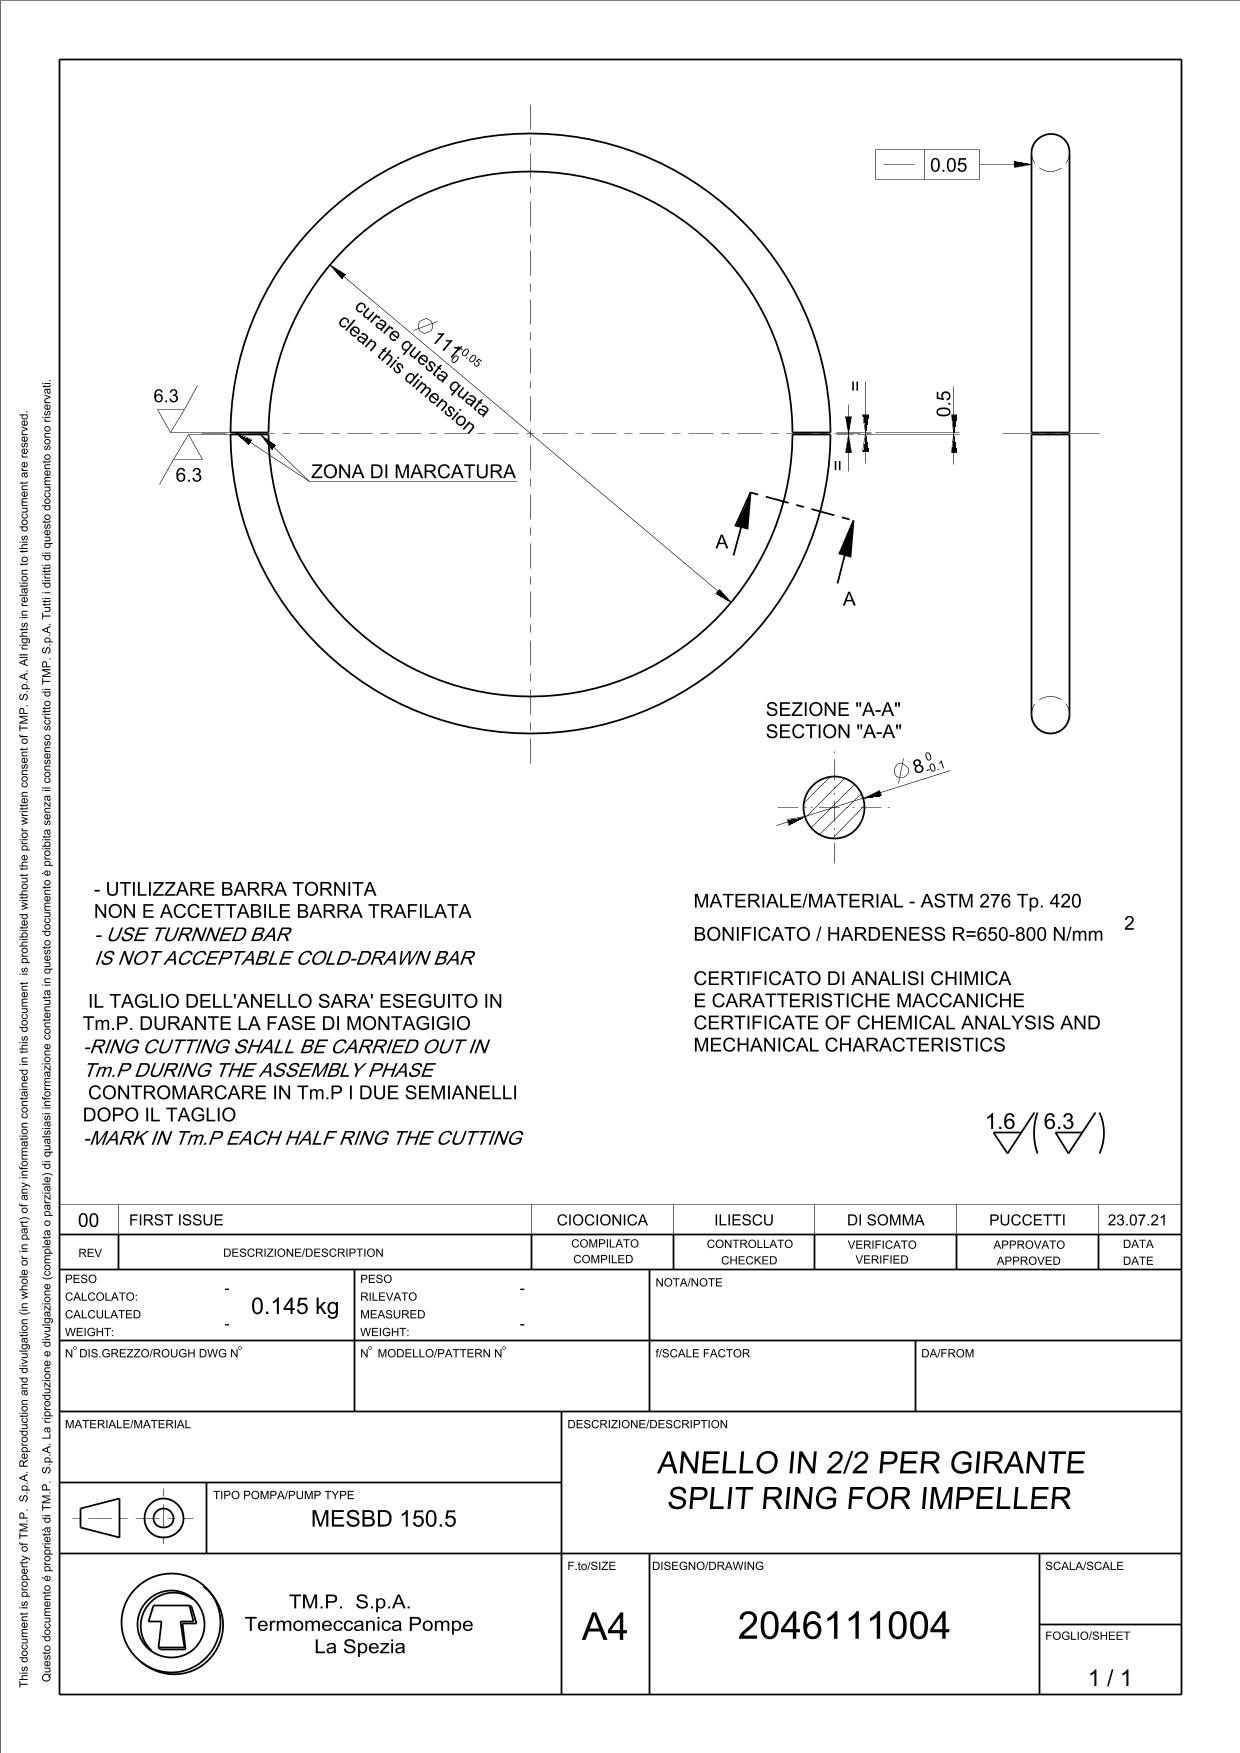 0.05
⌀ 111 +0.05 0
curare questa quata
clean this dimension
6.3
6.3
ZONA DI MARCATURA
=
=
0.5
A
A
SEZIONE "A-A"
SECTION "A-A"
⌀ 8 0 -0.1
- UTILIZZARE BARRA TORNITA
NON E ACCETTABILE BARRA TRAFILATA
- USE TURNNED BAR
IS NOT ACCEPTABLE COLD-DRAWN BAR
IL TAGLIO DELL'ANELLO SARA' ESEGUITO IN
Tm.P. DURANTE LA FASE DI MONTAGIGIO
-RING CUTTING SHALL BE CARRIED OUT IN
Tm.P DURING THE ASSEMBLY PHASE
CONTROMARCARE IN Tm.P I DUE SEMIANELLI
DOPO IL TAGLIO
-MARK IN Tm.P EACH HALF RING THE CUTTING
MATERIALE/MATERIAL - ASTM 276 Tp. 420
BONIFICATO / HARDENESS R=650-800 N/mm 2
CERTIFICATO DI ANALISI CHIMICA
E CARATTERISTICHE MACCANICHE
CERTIFICATE OF CHEMICAL ANALYSIS AND
MECHANICAL CHARACTERISTICS
1.6 ( 6.3 )
00 FIRST ISSUE CIOCIONICA ILIESCU DI SOMMA PUCCETTI 23.07.21
REV DESCRIZIONE/DESCRIPTION COMPILATO COMPILED CONTROLLATO CHECKED VERIFICATO VERIFIED APPROVATO APPROVED DATA DATE
PESO
CALCOLATO: -
CALCULATED 0.145 kg
WEIGHT: -
PESO
RILEVATO -
MEASURED
WEIGHT: -
NOTA/NOTE
N° DIS.GREZZO/ROUGH DWG N°
N° MODELLO/PATTERN N°
f/SCALE FACTOR
DA/FROM
MATERIALE/MATERIAL
DESCRIZIONE/DESCRIPTION
ANELLO IN 2/2 PER GIRANTE
SPLIT RING FOR IMPELLER
TIPO POMPA/PUMP TYPE
MESBD 150.5
TM.P. S.p.A.
Termomeccanica Pompe
La Spezia
F.to/SIZE
A4
DISEGNO/DRAWING
2046111004
SCALA/SCALE
FOGLIO/SHEET
1 / 1
This document is property of TM.P. S.p.A. Reproduction and divulgation (in whole or in part) of any information contained in this document is prohibited without the prior written consent of TMP. S.p.A. All rights in relation to this document are reserved.
Questo documento è proprietà di TM.P. S.p.A. La riproduzione e divulgazione (completa o parziale) di qualsiasi informazione contenuta in questo documento è proibita senza il consenso scritto di TMP. S.p.A. Tutti i diritti di questo documento sono riservati.